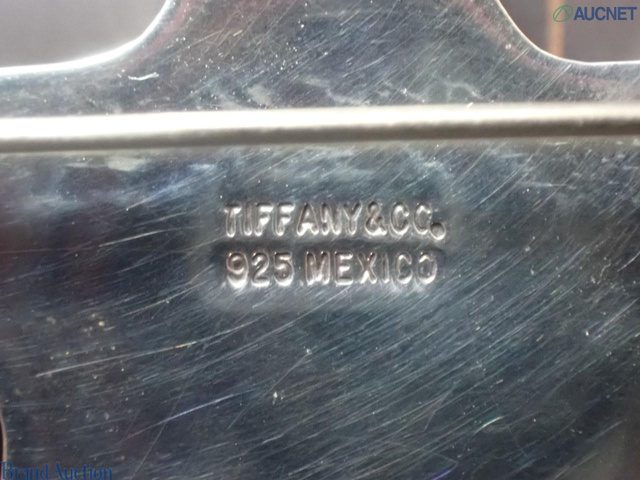 AUCNET
TIFFANY&CO.
925 MEXICO
Brand Auction